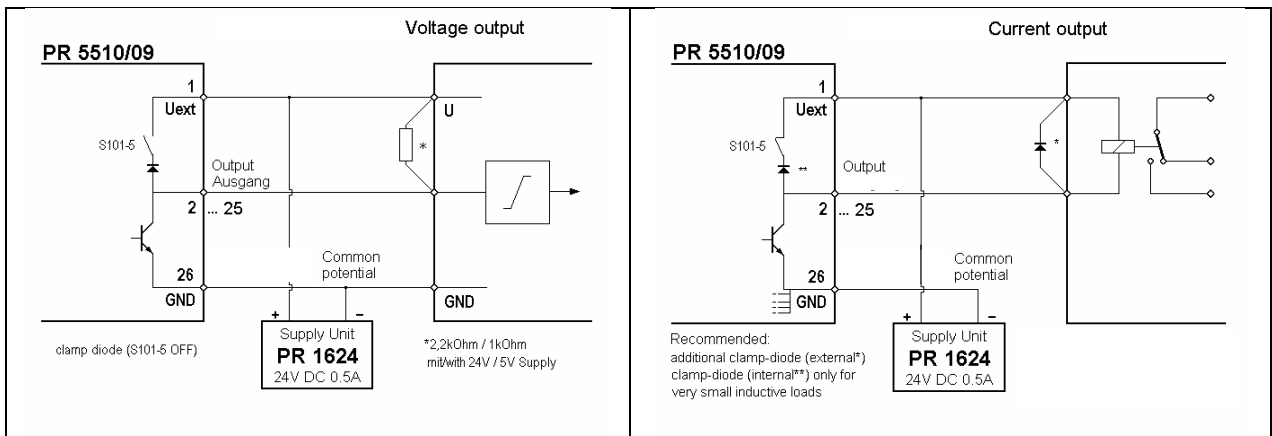 Voltage output
PR 5510/09
1
Uext
U
S101-5
*
Output
Ausgang
2 ... 25
26
Common
potential
GND
GND
+ –
Supply Unit
PR 1624
24V DC 0.5A
clamp diode (S101-5 OFF)
*2,2kOhm / 1kOhm
mit/with 24V / 5V Supply
Current output
PR 5510/09
1
Uext
S101-5
*
**
Output
2 ... 25
26
Common
potential
GND
+ –
Supply Unit
PR 1624
24V DC 0.5A
Recommended:
additional clamp-diode (external*)
clamp-diode (internal**) only for
very small inductive loads